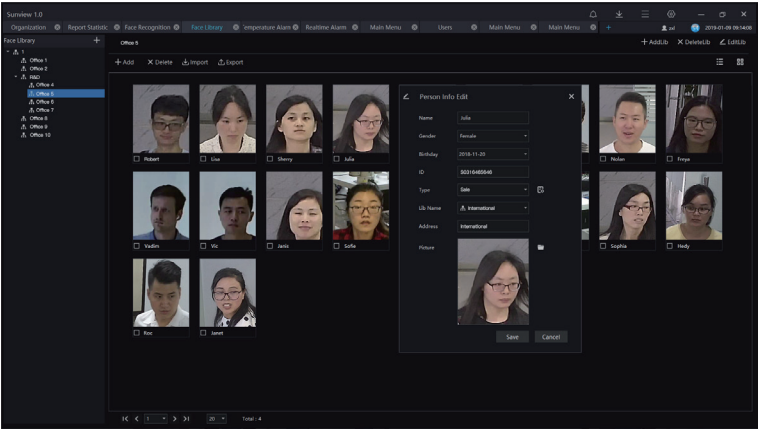 Sunview 1.0
Organization Report Statistic Face Recognition Face Library Temperature Alarm Realtime Alarm Main Menu Users Main Menu Main Menu +
zxl 2019-01-09 09:14:08
Face Library +
Office 5
+ AddLib × DeleteLib EditLib
1
Office 1
Office 2
R&D
Office 4
Office 5
Office 6
Office 7
Office 8
Office 9
Office 10
+ Add × Delete Import Export
Robert Lisa Sherry Julia Nolan Freya
Vadim Vic Janis Sofie Sophia Hedy
Roc Janet
Person Info Edit ×
Name Julia
Gender Female
Birthday 2018-11-20
ID S0316465646
Type Sale
Lib Name International
Address International
Picture
Save Cancel
1 20 Total : 4